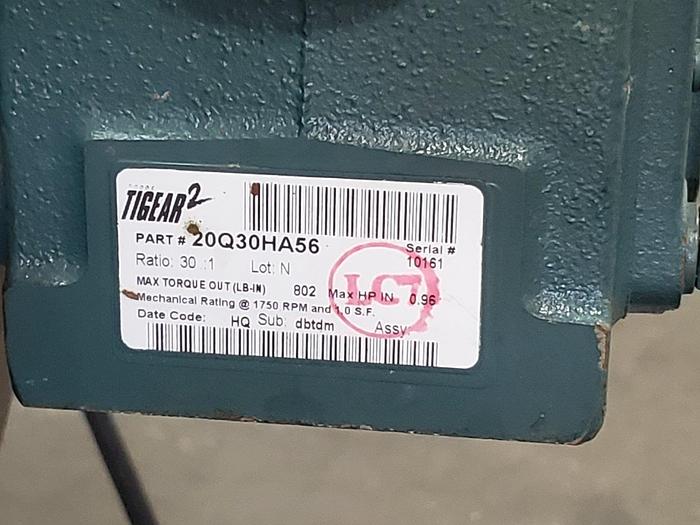 TIGEAR2
PART # 20Q30HA56
Serial #
10161
Ratio: 30 :1 Lot: N
MAX TORQUE OUT (LB-IN) 802 Max HP IN 0.96
Mechanical Rating @ 1750 RPM and 1.0 S.F.
Date Code: HQ Sub: dbtdm Assy:
LC7